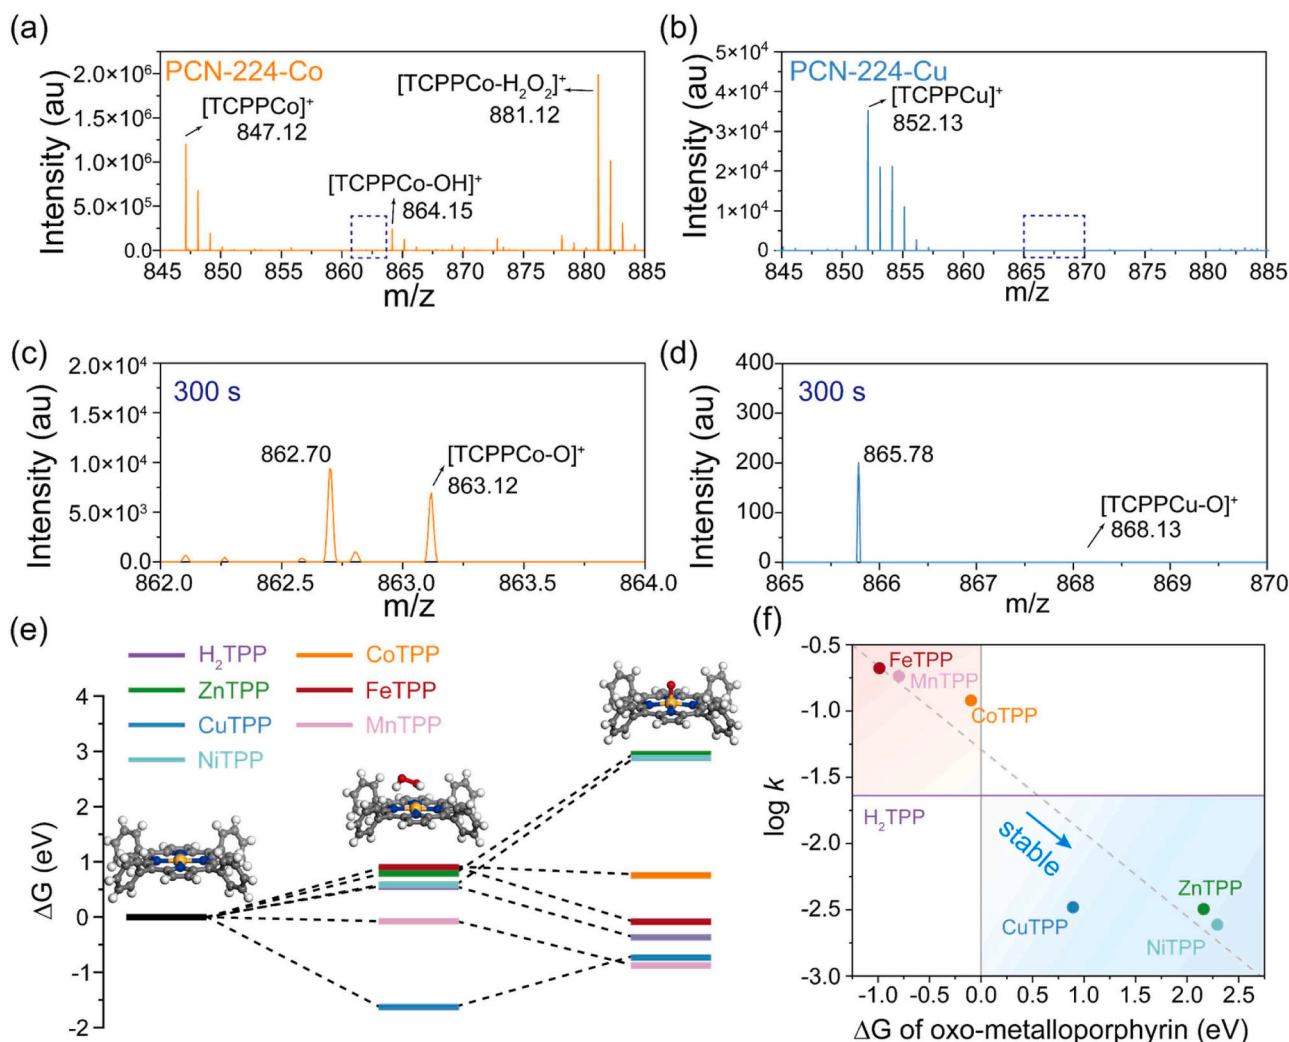 (a)
PCN-224-Co
[TCPPCo]+
847.12
[TCPPCo-OH]+
864.15
[TCPPCo-H₂O₂]+
881.12
Intensity (au)
2.0×10⁶
1.5×10⁶
1.0×10⁶
5.0×10⁵
0.0
845 850 855 860 865 870 875 880 885
m/z
(b)
PCN-224-Cu
[TCPPCu]+
852.13
Intensity (au)
5×10⁴
4×10⁴
3×10⁴
2×10⁴
1×10⁴
0
845 850 855 860 865 870 875 880 885
m/z
(c)
300 s
862.70
[TCPPCo-O]+
863.12
Intensity (au)
2.0×10⁴
1.5×10⁴
1.0×10⁴
5.0×10³
0.0
862.0 862.5 863.0 863.5 864.0
m/z
(d)
300 s
865.78
[TCPPCu-O]+
868.13
Intensity (au)
400
300
200
100
0
865 866 867 868 869 870
m/z
(e)
H₂TPP
ZnTPP
CuTPP
NiTPP
CoTPP
FeTPP
MnTPP
ΔG (eV)
4
3
2
1
0
-1
-2
(f)
FeTPP
MnTPP
CoTPP
H₂TPP
stable
CuTPP
ZnTPP
NiTPP
log k
-0.5
-1.0
-1.5
-2.0
-2.5
-3.0
-1.0 -0.5 0.0 0.5 1.0 1.5 2.0 2.5
ΔG of oxo-metalloporphyrin (eV)